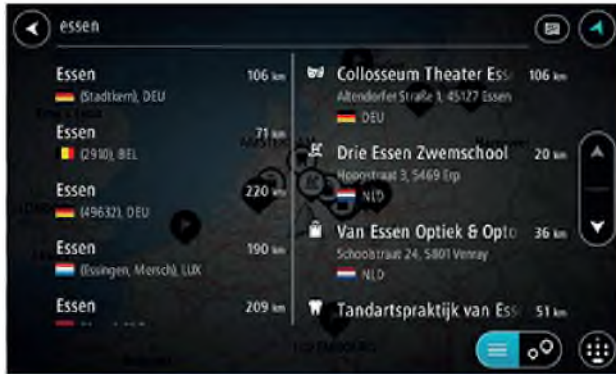 essen
Essen 106 km
(Stadtkern), DEU
Essen 71 km
(2910), BEL
Essen 220 km
(49632), DEU
Essen 190 km
(Essingen, Mersch), LUX
Essen 209 km
Collosseum Theater Ess 106 km
Altendorfer Straße 1, 45127 Essen
DEU
Drie Essen Zwemschool 20 km
Hoogstraat 3, 5469 Erp
NLD
Van Essen Optiek & Opto 36 km
Schoolstraat 24, 5801 Venray
NLD
Tandartspraktijk van Ess 51 km